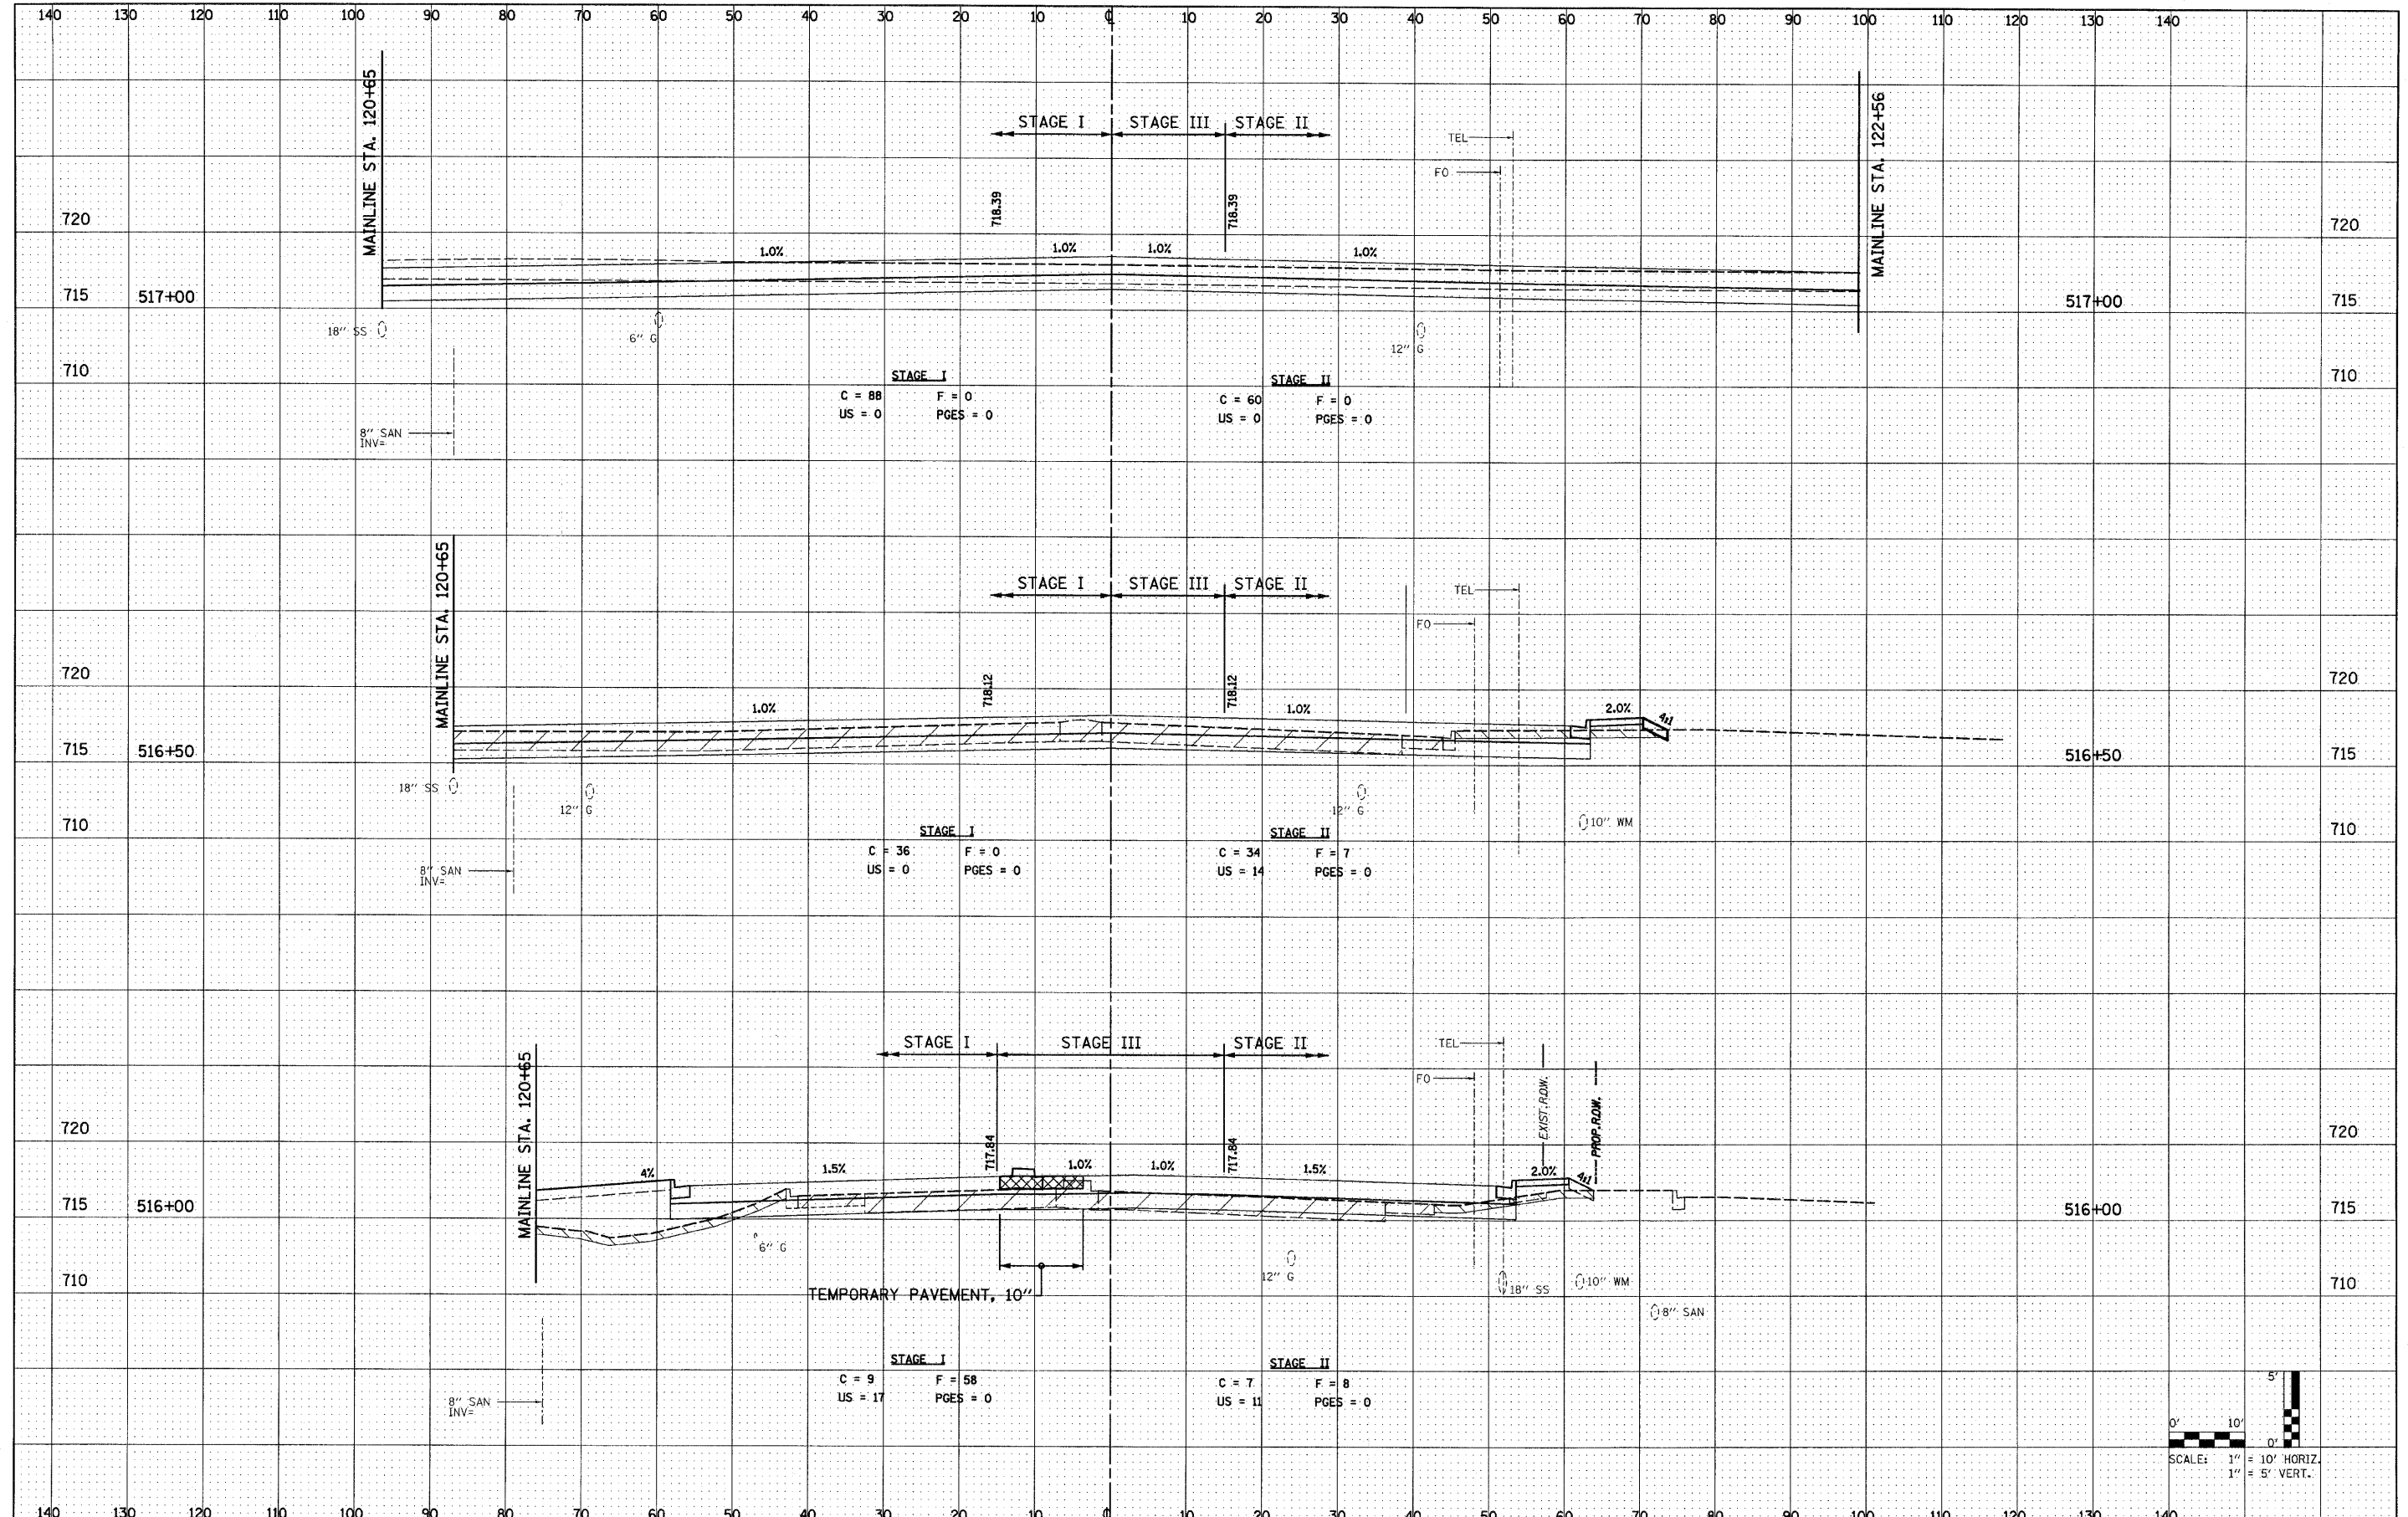 140 130 120 110 100 90 80 70 60 50 40 30 20 10 ℄ 10 20 30 40 50 60 70 80 90 100 110 120 130 140
MAINLINE STA. 120+65
MAINLINE STA. 122+56
STAGE I STAGE III STAGE II
TEL
FO
718.39 718.39
720 720
1.0% 1.0% 1.0% 1.0%
715 517+00 517+00 715
18" SS
6" G
12" G
710 710
STAGE I
C = 88 F = 0
US = 0 PGES = 0
STAGE II
C = 60 F = 0
US = 0 PGES = 0
8" SAN
INV=
MAINLINE STA. 120+65
STAGE I STAGE III STAGE II
TEL
FO
718.12 718.12
720 720
1.0% 1.0% 2.0% 4:1
715 516+50 516+50 715
18" SS
12" G
12" G
10" WM
710 710
STAGE I
C = 36 F = 0
US = 0 PGES = 0
STAGE II
C = 34 F = 7
US = 14 PGES = 0
8" SAN
INV=
MAINLINE STA. 120+65
STAGE I STAGE III STAGE II
TEL
FO
EXIST. R.O.W.
PROP. R.O.W.
717.84 717.84
720 720
4% 1.5% 1.0% 1.0% 1.5% 2.0% 4:1
715 516+00 516+00 715
6" G
12" G
18" SS
10" WM
8" SAN
710 710
TEMPORARY PAVEMENT, 10"
STAGE I
C = 9 F = 58
US = 17 PGES = 0
STAGE II
C = 7 F = 8
US = 11 PGES = 0
8" SAN
INV=
5'
0' 10'
0'
SCALE: 1" = 10' HORIZ.
1" = 5' VERT.
140 130 120 110 100 90 80 70 60 50 40 30 20 10 ℄ 10 20 30 40 50 60 70 80 90 100 110 120 130 140